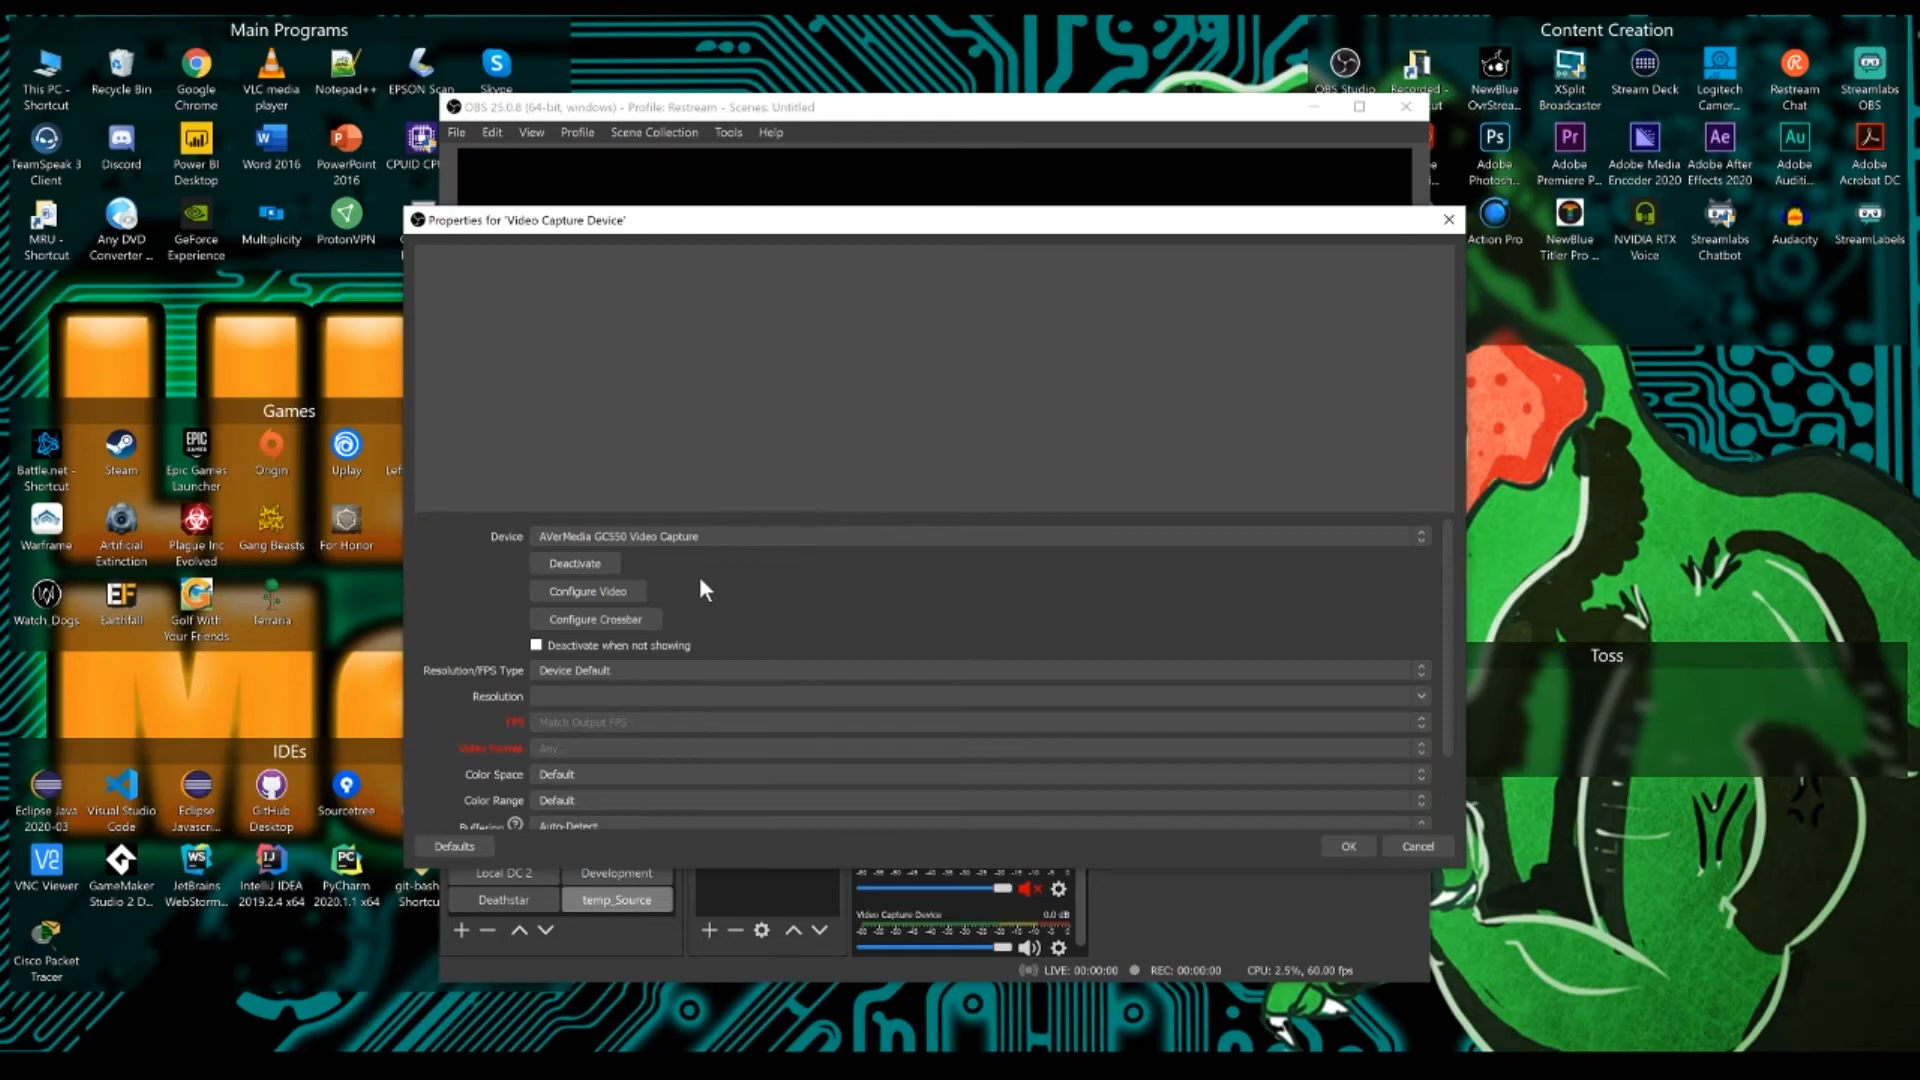 Main Programs
This PC - Shortcut
Recycle Bin
Google Chrome
VLC media player
Notepad++
EPSON Scan
Skype
TeamSpeak 3 Client
Discord
Power BI Desktop
Word 2016
PowerPoint 2016
CPUID CPU
MRU - Shortcut
Any DVD Converter ...
GeForce Experience
Multiplicity
ProtonVPN
Content Creation
OBS Studio
Recorded -
NewBlue OvrStrea...
XSplit Broadcaster
Stream Deck
Logitech Camer...
Restream Chat
Streamlabs OBS
Adobe Photosh...
Adobe Premiere P...
Adobe Media Encoder 2020
Adobe After Effects 2020
Adobe Auditi...
Adobe Acrobat DC
Action Pro
NewBlue Titler Pro ...
NVIDIA RTX Voice
Streamlabs Chatbot
Audacity
StreamLabels
OBS 25.0.8 (64-bit, windows) - Profile: Restream - Scenes: Untitled
File Edit View Profile Scene Collection Tools Help
Properties for 'Video Capture Device'
Device AVerMedia GC550 Video Capture
Deactivate
Configure Video
Configure Crossbar
Deactivate when not showing
Resolution/FPS Type Device Default
Resolution
FPS Match Output FPS
Video Format Any
Color Space Default
Color Range Default
Buffering Auto-Detect
Defaults OK Cancel
Local DC 2 Development
Deathstar temp_Source
Video Capture Device 0.0 dB
LIVE: 00:00:00 REC: 00:00:00 CPU: 2.5%, 60.00 fps
Games
Battle.net - Shortcut
Steam
Epic Games Launcher
Origin
Uplay
Left
Warframe
Artificial Extinction
Plague Inc Evolved
Gang Beasts
For Honor
Watch_Dogs
Earthfall
Golf With Your Friends
Terraria
IDEs
Eclipse Java 2020-03
Visual Studio Code
Eclipse Javascri...
GitHub Desktop
Sourcetree
VNC Viewer
GameMaker Studio 2 D...
JetBrains WebStorm...
IntelliJ IDEA 2019.2.4 x64
PyCharm 2020.1.1 x64
git-bash Shortcu
Cisco Packet Tracer
Toss